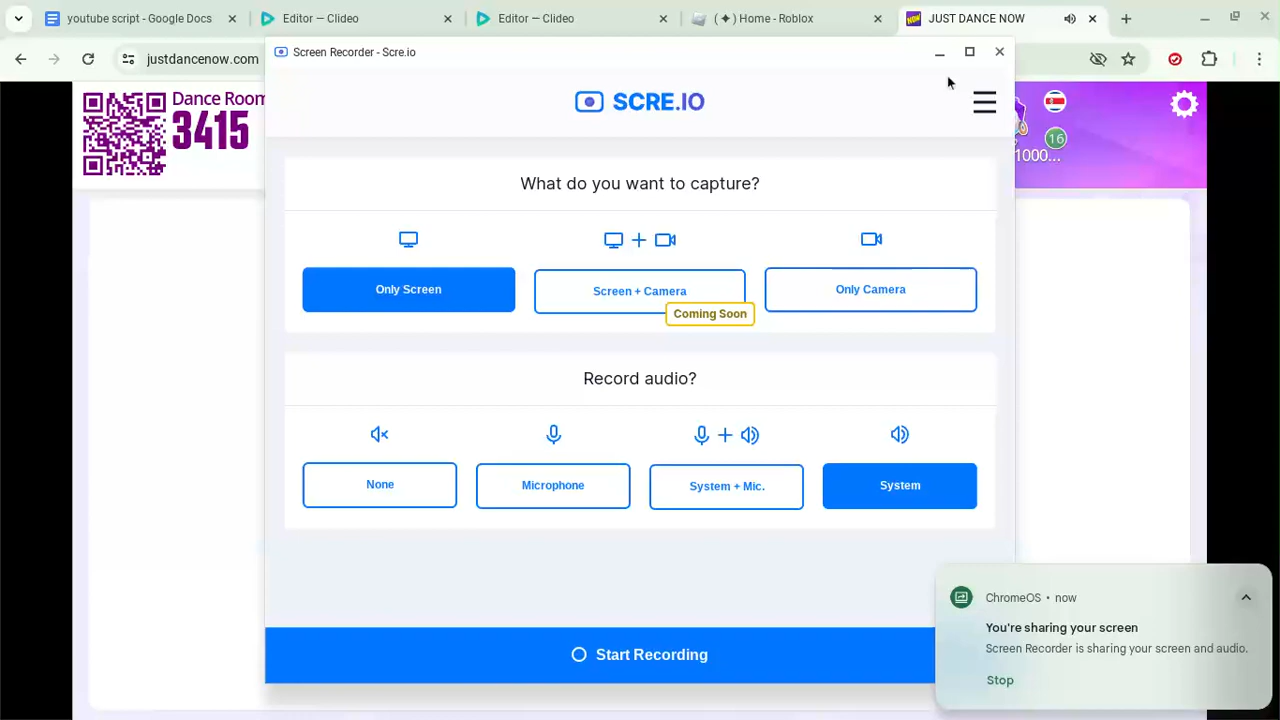 youtube script - Google Docs
Editor — Clideo
Editor — Clideo
( ✦ ) Home - Roblox
JUST DANCE NOW
justdancenow.com
Screen Recorder - Scre.io
Dance Room
3415
SCRE.IO
16
1000...
What do you want to capture?
Only Screen
Screen + Camera
Only Camera
Coming Soon
Record audio?
None
Microphone
System + Mic.
System
Start Recording
ChromeOS • now
You're sharing your screen
Screen Recorder is sharing your screen and audio.
Stop